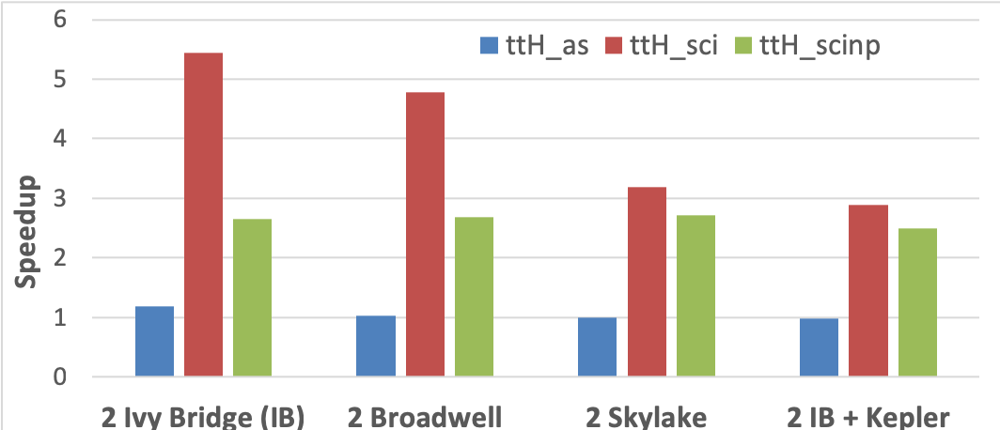 6
ttH_as ttH_sci ttH_scinp
5
4
3
2
1
0
Speedup
2 Ivy Bridge (IB) 2 Broadwell 2 Skylake 2 IB + Kepler